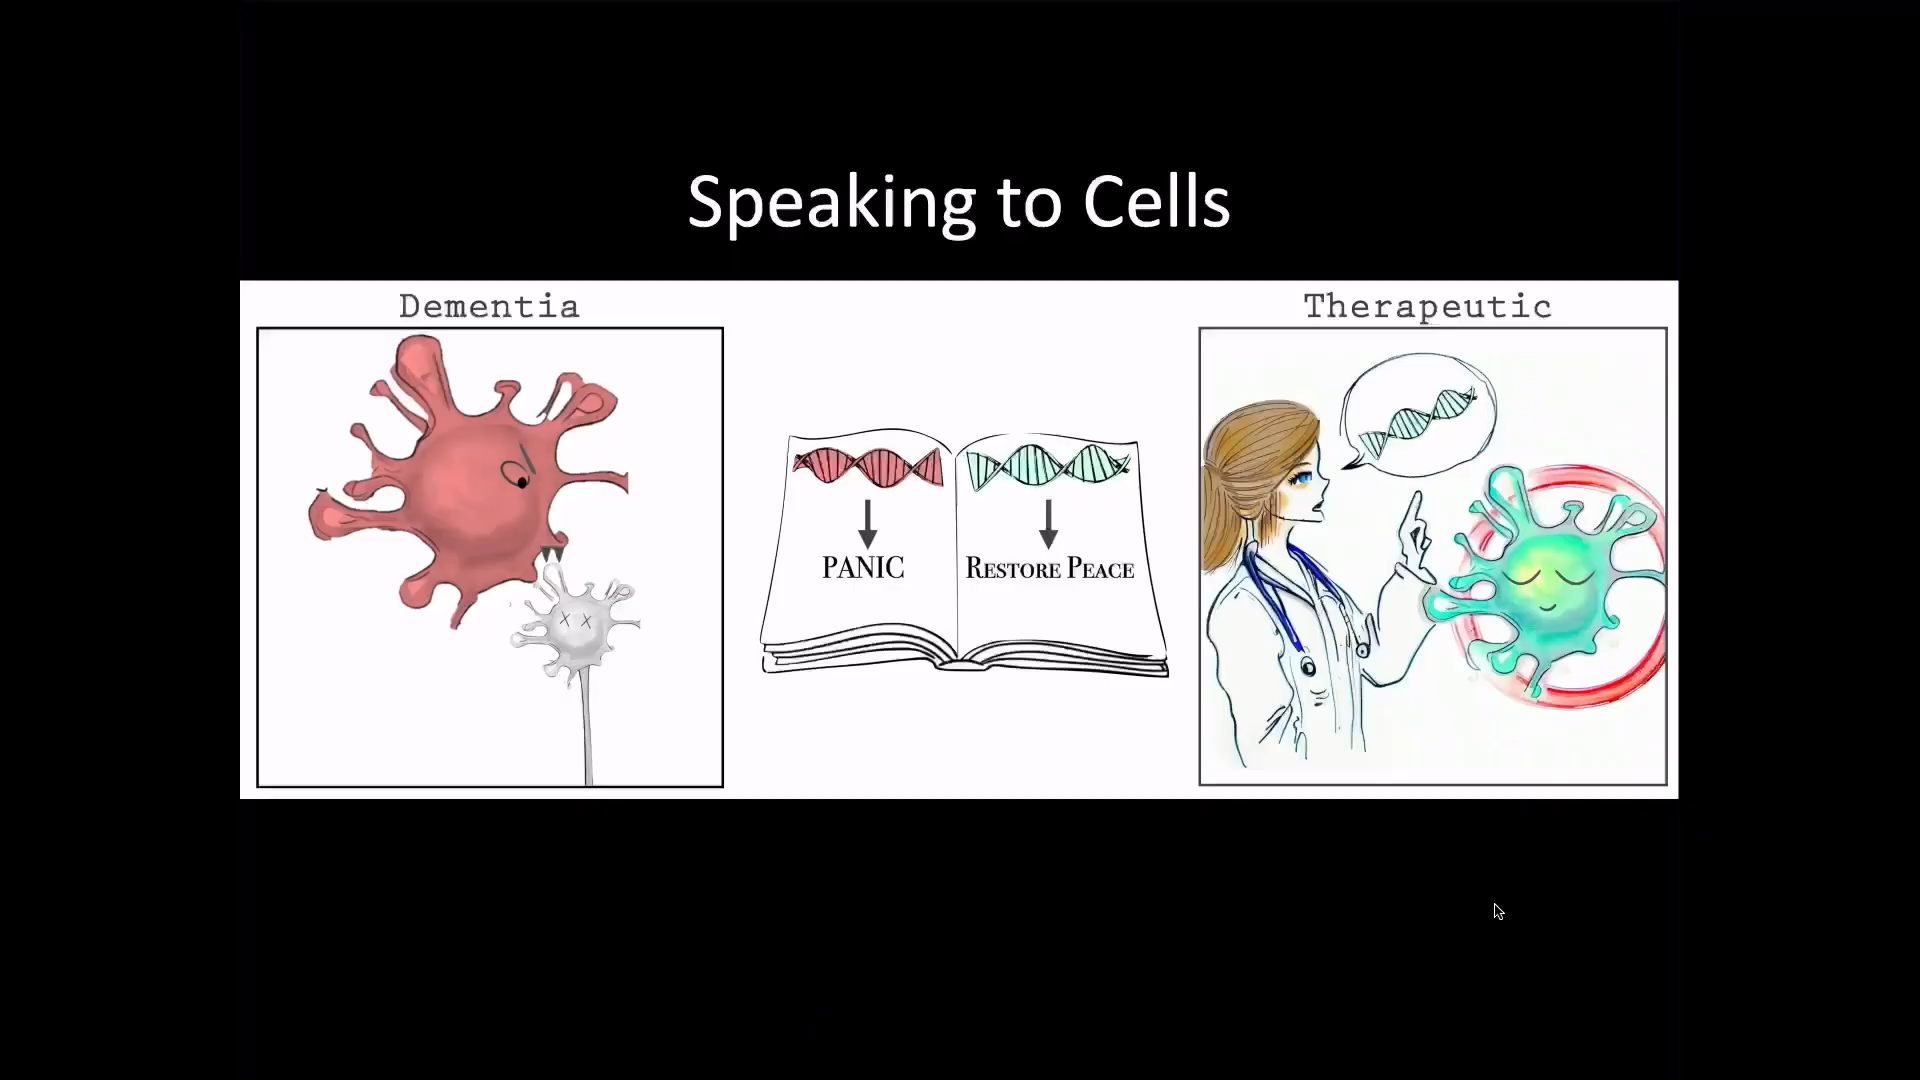 Speaking to Cells
Dementia
PANIC
Restore Peace
Therapeutic
x x